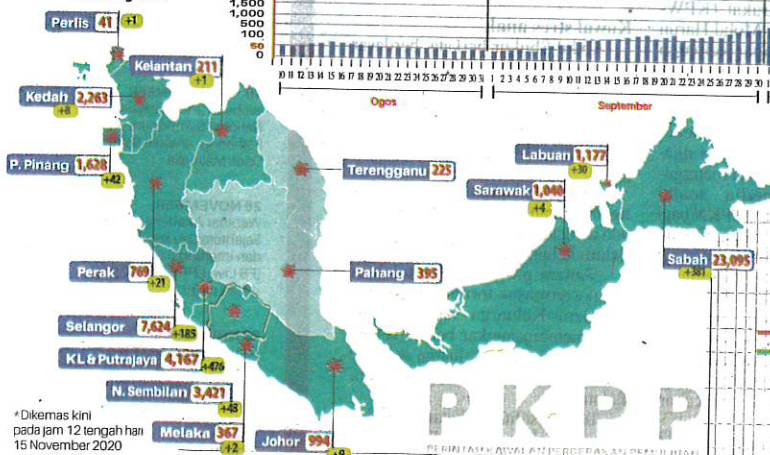 1,500
1,000
500
100
50
0
10 11 12 13 14 15 16 17 18 19 20 21 22 23 24 25 26 27 28 29 30 31
1 2 3 4 5 6 7 8 9 10 11 12 13 14 15 16 17 18 19 20 21 22 23 24 25 26 27 28 29 30
Ogos
September
Perlis 41
+1
Kelantan 211
+1
Kedah 2,263
+8
P. Pinang 1,628
+42
Terengganu 225
Labuan 1,177
+30
Sarawak 1,040
+4
Sabah 23,095
+381
Perak 769
+21
Pahang 395
Selangor 7,624
+185
KL & Putrajaya 4,167
+476
N. Sembilan 3,421
+48
Melaka 367
+2
Johor 994
+9
*Dikemas kini
pada jam 12 tengah hari
15 November 2020
PKPP
PERINTAH KAWALAN PERGERAKAN PEMULIHAN